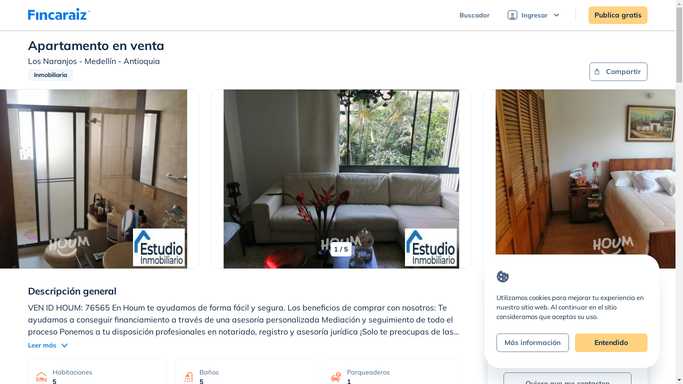 Fincaraiz
Buscador
Ingresar
Publica gratis
Apartamento en venta
Los Naranjos - Medellín - Antioquia
Inmobiliaria
Compartir
HOUM
Estudio
Inmobiliario
HOUM
1 / 5
Estudio
Inmobiliario
HOUM
Descripción general
VEN ID HOUM: 76565 En Houm te ayudamos de forma fácil y segura. Los beneficios de comprar con nosotros: Te
ayudamos a conseguir financiamiento a través de una asesoría personalizada Mediación y seguimiento de todo el
proceso Ponemos a tu disposición profesionales en notariado, registro y asesoría jurídica ¡Solo te preocupas de las...
Leer más
Habitaciones
5
Baños
5
Parqueaderos
1
Utilizamos cookies para mejorar tu experiencia en
nuestro sitio web. Al continuar en el sitio
consideramos que aceptas su uso.
Más información
Entendido
Quiero que me contacten